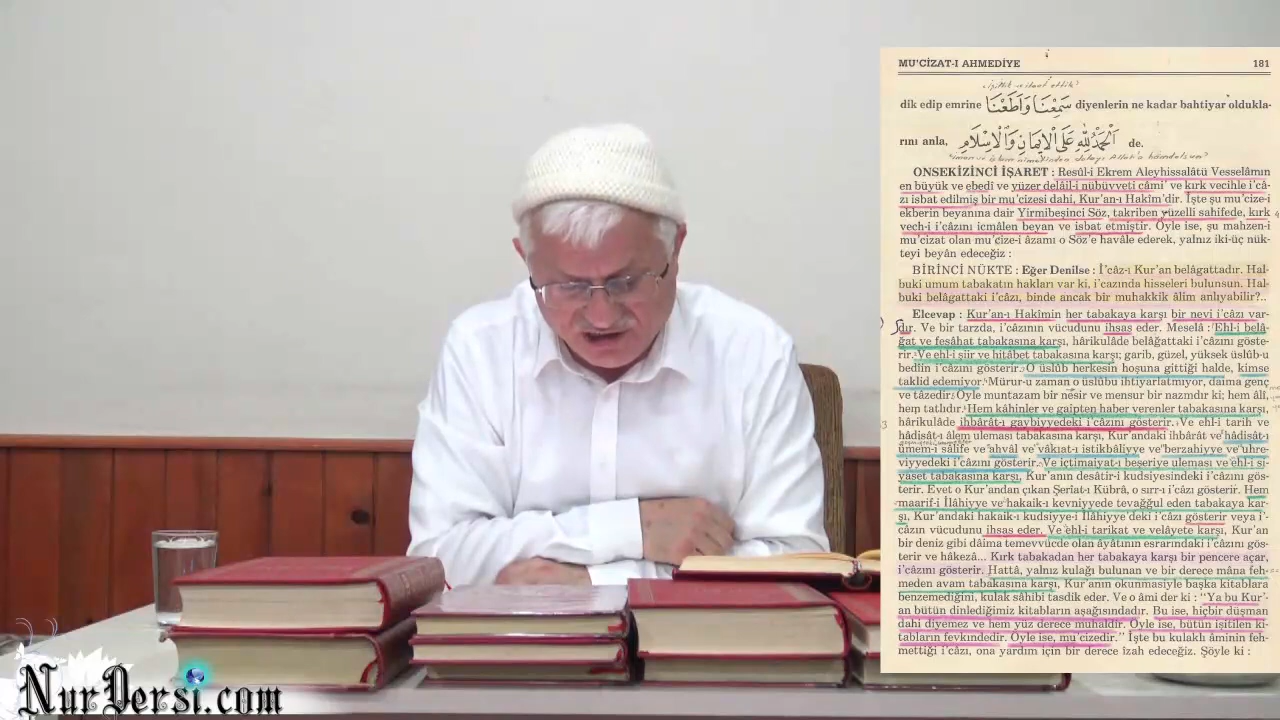 MU'CİZAT-I AHMEDİYE 181
dik edip emrine سَمِعْنَا وَاَطَعْنَا diyenlerin ne kadar bahtiyar oldukla-
rını anla, اَلْحَمْدُ لِلّٰهِ عَلَى الْاِيمَانِ وَالْاِسْلَامِ de.
ONSEKİZİNCİ İŞARET : Resûl-i Ekrem Aleyhissalâtü Vesselâmın
en büyük ve ebedî ve yüzer delâil-i nübüvveti câmi' ve kırk vecihle i'câ-
zı isbat edilmiş bir mu'cizesi dahi, Kur'an-ı Hakîm'dir. İşte şu mu'cize-i
ekberin beyanına dair Yirmibeşinci Söz, takriben yüzelli sahifede, kırk
vech-i i'câzını icmâlen beyan ve isbat etmiştir. Öyle ise, şu mahzen-i
mu'cizat olan mu'cize-i âzamı o Söz'e havâle ederek, yalnız iki-üç nük-
teyi beyân edeceğiz :
BİRİNCİ NÜKTE : Eğer Denilse : İ'câz-ı Kur'an belâgattadır. Hal-
buki umum tabakatın hakları var ki, i'cazında hisseleri bulunsun. Hal-
buki belâgattaki i'câzı, binde ancak bir muhakkik âlim anlıyabilir?..
Elcevap : Kur'an-ı Hakîmin her tabakaya karşı bir nevi i'câzı var-
dır. Ve bir tarzda, i'câzının vücudunu ihsas eder. Meselâ : Ehl-i belâ-
ğat ve fesâhat tabakasına karşı, hârikulâde belâğattaki i'câzını göste-
rir. Ve ehl-i şiir ve hitâbet tabakasına karşı; garib, güzel, yüksek üslûb-u
bedîin i'câzını gösterir. O üslûb herkesin hoşuna gittiği halde, kimse
taklid edemiyor. Mürur-u zaman o üslûbu ihtiyarlatmıyor, daima genç
ve tâzedir. Öyle muntazam bir nesir ve mensur bir nazmdır ki; hem âlî,
hem tatlıdır. Hem kâhinler ve gaipten haber verenler tabakasına karşı,
hârikulâde ihbârât-ı gaybiyyedeki i'câzını gösterir. Ve ehl-i tarih ve
hâdisât-ı âlem uleması tabakasına karşı, Kur'andaki ihbârât ve hâdisât-ı
ümem-i sâlife ve ahvâl ve vâkıat-ı istikbâliyye ve berzahiyye ve uhre-
viyyedeki i'câzını gösterir. Ve içtimaiyat-ı beşeriye uleması ve ehl-i si-
yaset tabakasına karşı, Kur'anın desâtir-i kudsiyesindeki i'câzını gös-
terir. Evet o Kur'andan çıkan Şeriat-ı Kübrâ, o sırr-ı i'câzı gösterir. Hem
maarif-i İlâhiyye ve hakaik-ı kevniyyede tevağğul eden tabakaya kar-
şı, Kur'andaki hakaik-ı kudsiyye-i İlâhiyye'deki i'câzı gösterir veya i'-
câzın vücudunu ihsas eder. Ve ehl-i tarikat ve velâyete karşı, Kur'an
bir deniz gibi dâima temevvücde olan âyâtının esrarındaki i'câzını gös-
terir ve hâkezâ... Kırk tabakadan her tabakaya karşı bir pencere açar,
i'câzını gösterir. Hattâ, yalnız kulağı bulunan ve bir derece mâna feh-
meden avam tabakasına karşı, Kur'anın okunmasiyle başka kitablara
benzemediğini, kulak sâhibi tasdik eder. Ve o âmi der ki : "Ya bu Kur'-
an bütün dinlediğimiz kitabların aşağısındadır. Bu ise, hiçbir düşman
dahi diyemez ve hem yüz derece muhaldir. Öyle ise, bütün işitilen ki-
tabların fevkindedir. Öyle ise, mu'cizedir." İşte bu kulaklı âminin feh-
mettiği i'câzı, ona yardım için bir derece izah edeceğiz. Şöyle ki :
NurDersi.com